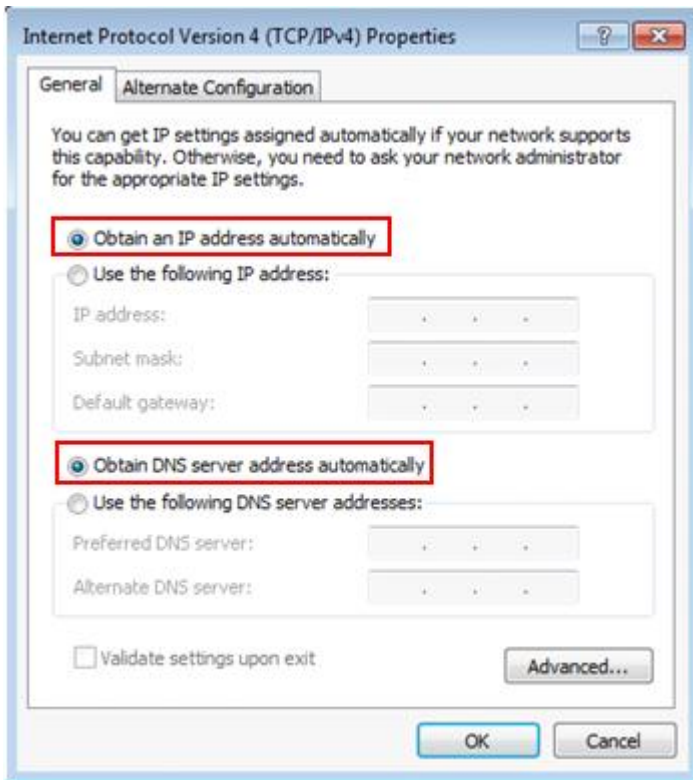 Internet Protocol Version 4 (TCP/IPv4) Properties
General
Alternate Configuration
You can get IP settings assigned automatically if your network supports
this capability. Otherwise, you need to ask your network administrator
for the appropriate IP settings.
Obtain an IP address automatically
Use the following IP address:
IP address:
Subnet mask:
Default gateway:
Obtain DNS server address automatically
Use the following DNS server addresses:
Preferred DNS server:
Alternate DNS server:
Validate settings upon exit
Advanced...
OK
Cancel